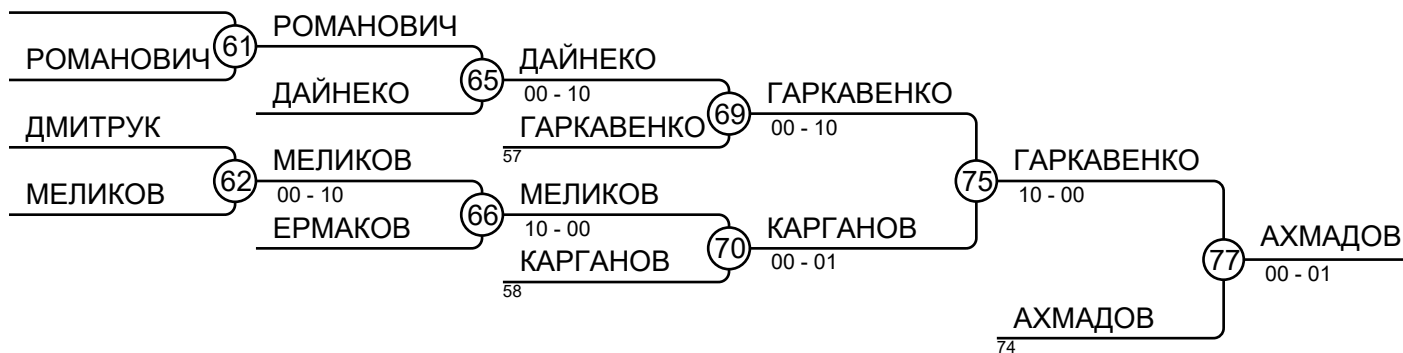 РОМАНОВИЧ
61
РОМАНОВИЧ
ДАЙНЕКО
65
ДАЙНЕКО
00 - 10
ДМИТРУК
МЕЛИКОВ
62
МЕЛИКОВ
00 - 10
ЕРМАКОВ
66
МЕЛИКОВ
10 - 00
ГАРКАВЕНКО
57
69
ГАРКАВЕНКО
00 - 10
КАРГАНОВ
58
70
КАРГАНОВ
00 - 01
75
ГАРКАВЕНКО
10 - 00
АХМАДОВ
74
77
АХМАДОВ
00 - 01